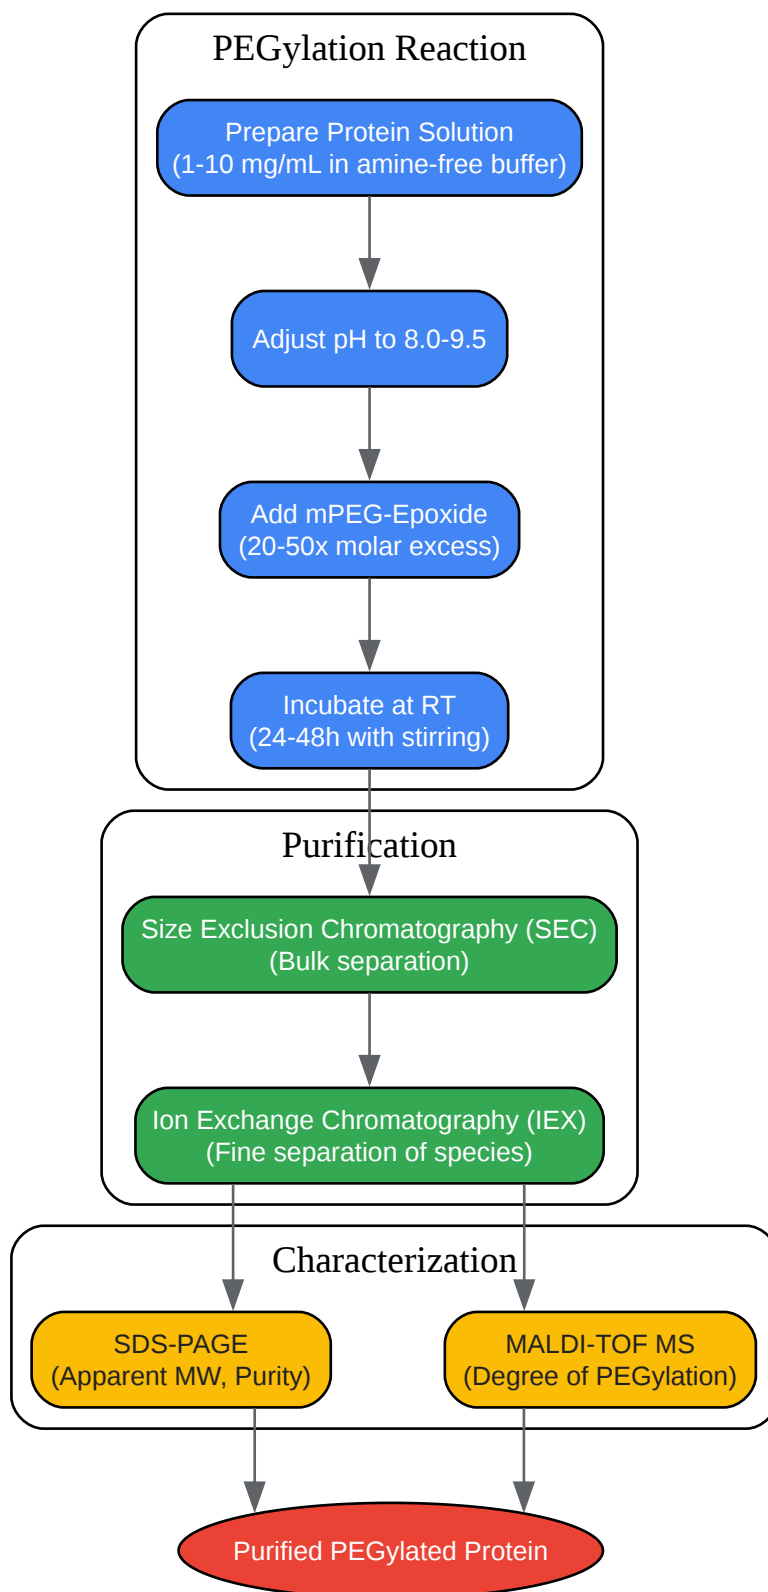 PEGylation Reaction
Prepare Protein Solution
(1-10 mg/mL in amine-free buffer)
Adjust pH to 8.0-9.5
Add mPEG-Epoxide
(20-50x molar excess)
Incubate at RT
(24-48h with stirring)
Purification
Size Exclusion Chromatography (SEC)
(Bulk separation)
Ion Exchange Chromatography (IEX)
(Fine separation of species)
Characterization
SDS-PAGE
(Apparent MW, Purity)
MALDI-TOF MS
(Degree of PEGylation)
Purified PEGylated Protein